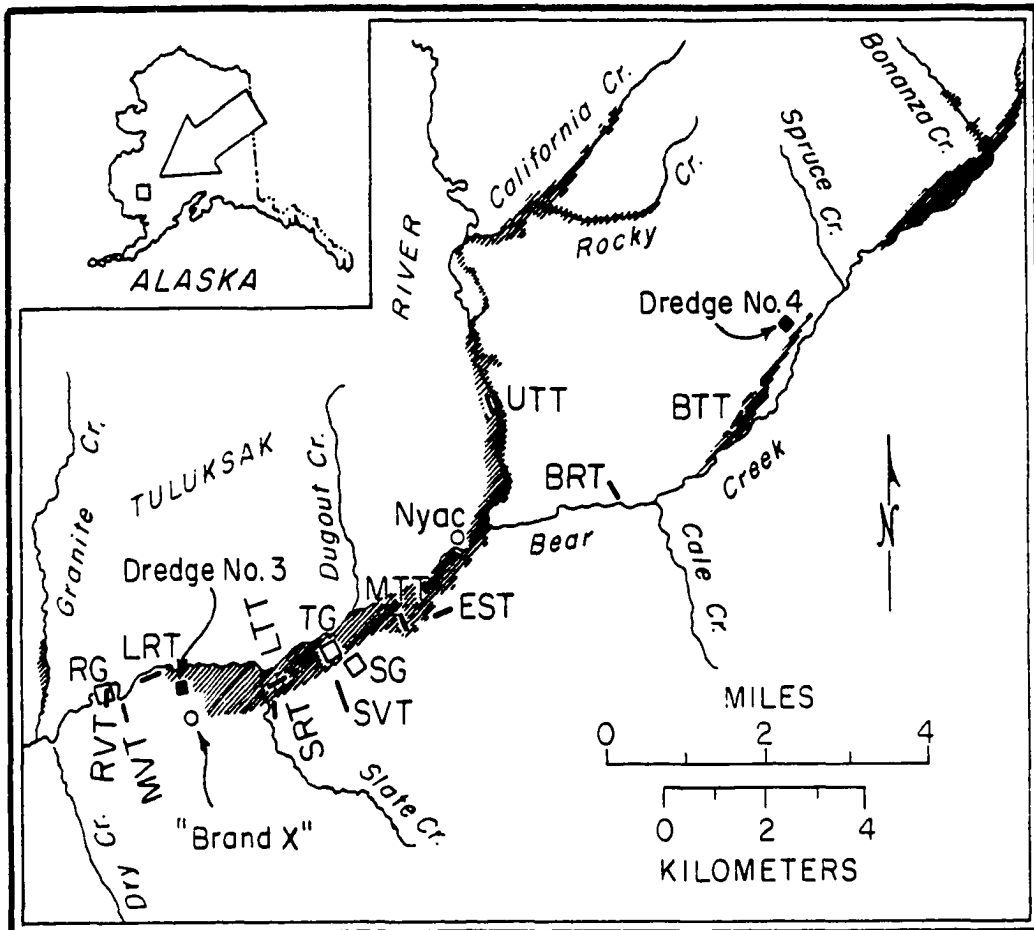 ALASKA
California Cr.
Rocky Cr.
Bonanza Cr.
Spruce Cr.
RIVER
Dredge No.4
UTT
BTT
Granite Cr.
TULUKSAK
Dugout Cr.
Nyac
BRT
Bear
Creek
Cale Cr.
N
Dredge No.3
MTT
EST
LTT
TG
LRT
RG
SG
SVT
RVT
MVT
SRT
Slate Cr.
"Brand X"
Dry Cr.
MILES
0 2 4
0 2 4
KILOMETERS